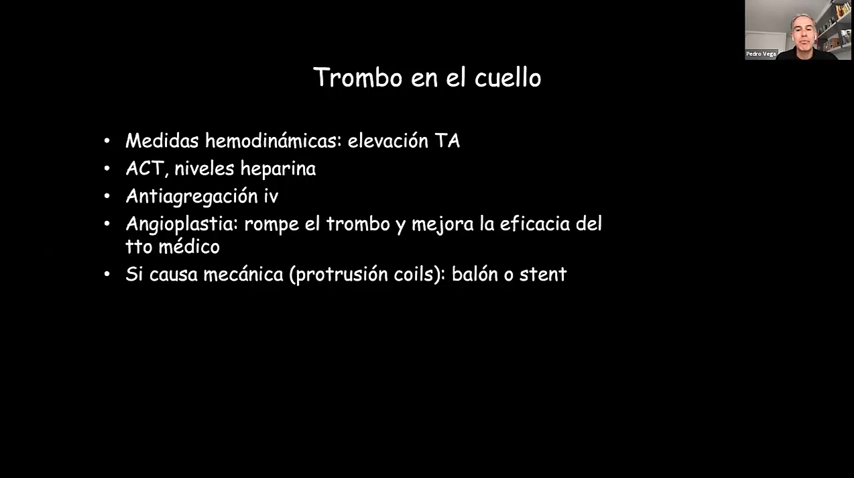 Pedro Vega
Trombo en el cuello
• Medidas hemodinámicas: elevación TA
• ACT, niveles heparina
• Antiagregación iv
• Angioplastia: rompe el trombo y mejora la eficacia del
tto médico
• Si causa mecánica (protrusión coils): balón o stent